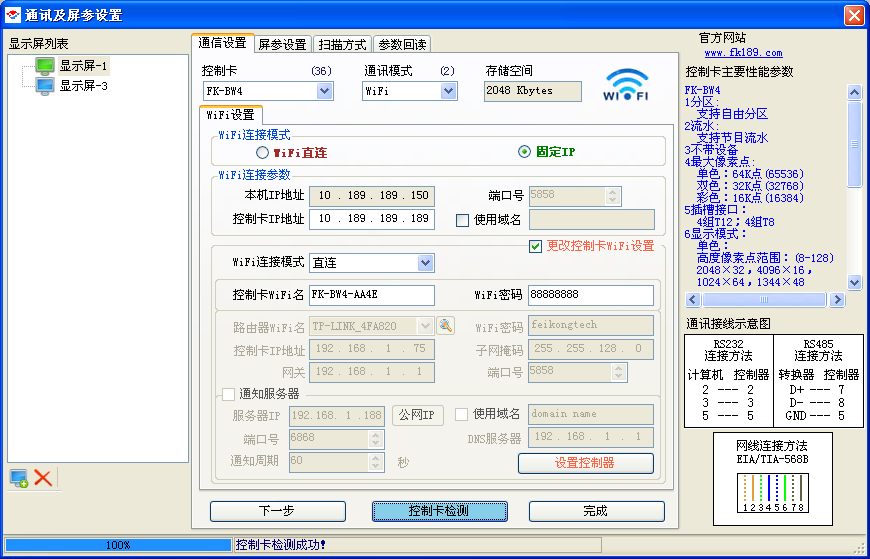 通讯及屏参设置
显示屏列表
显示屏-1
显示屏-3
通信设置 屏参设置 扫描方式 参数回读
控制卡 (36) 通讯模式 (2) 存储空间
FK-BW4 WiFi 2048 Kbytes
WI FI
WiFi设置
WiFi连接模式
WiFi直连 固定IP
WiFi连接参数
本机IP地址 10 . 189 . 189 . 150 端口号 5858
控制卡IP地址 10 . 189 . 189 . 189 使用域名
更改控制卡WiFi设置
WiFi连接模式 直连
控制卡WiFi名 FK-BW4-AA4E WiFi密码 88888888
路由器WiFi名 TP-LINK_4FA820 WiFi密码 feikongtech
控制卡IP地址 192 . 168 . 1 . 75 子网掩码 255 . 255 . 128 . 0
网关 192 . 168 . 1 . 1 端口号 5858
通知服务器
服务器IP 192.168. 1 .188 公网IP 使用域名 domain name
端口号 6868 DNS服务器 192 . 168 . 1 . 1
通知周期 60 秒 设置控制器
下一步 控制卡检测 完成
官方网站
www.fk189.com
控制卡主要性能参数
FK-BW4
1分区:
支持自由分区
2流水:
支持节目流水
3不带设备
4最大像素点:
单色：64K点(65536)
双色：32K点(32768)
彩色：16K点(16384)
5插槽接口：
4组T12；4组T8
6显示模式：
单色：
高度像素点范围：(8-128)
2048×32，4096×16，
1024×64，1344×48
通讯接线示意图
RS232 RS485
连接方法 连接方法
计算机 控制器 转换器 控制器
2 --- 2 D+ --- 7
3 --- 3 D- --- 8
5 --- 5 GND--- 5
网线连接方法
EIA/TIA-568B
1 2 3 4 5 6 7 8
100% 控制卡检测成功!